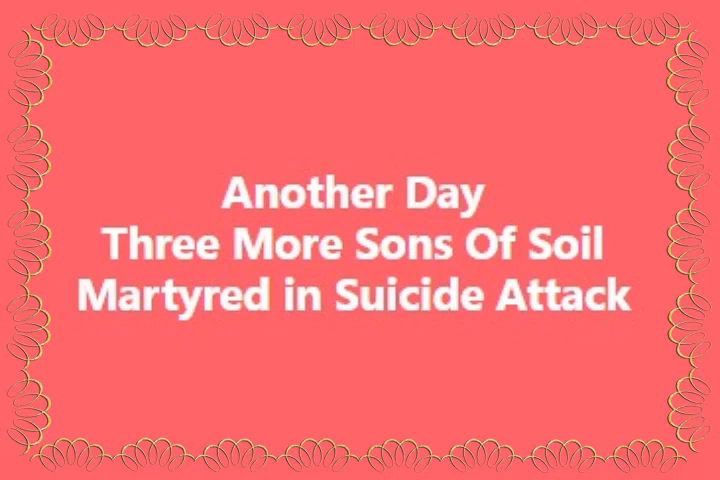 Another Day
Three More Sons Of Soil
Martyred in Suicide Attack